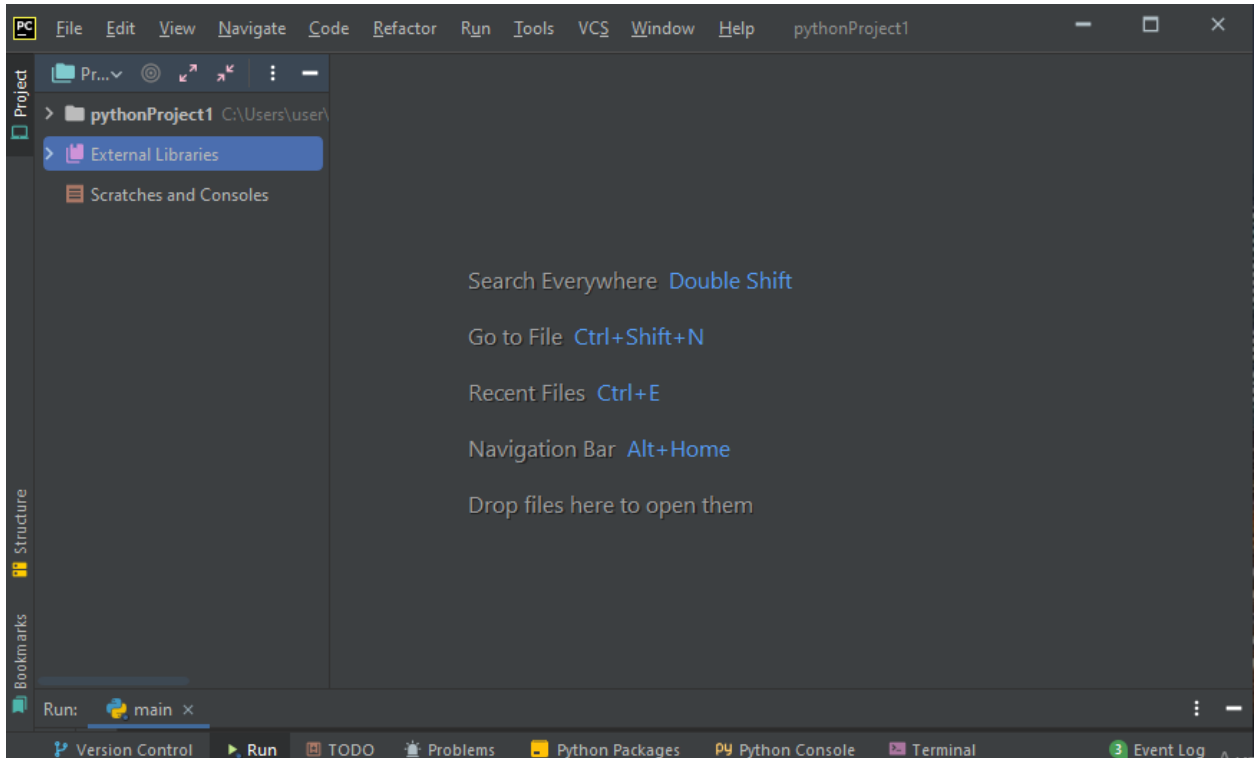 PC File Edit View Navigate Code Refactor Run Tools VCS Window Help pythonProject1
Project
Pr...
pythonProject1 C:\Users\user\
External Libraries
Scratches and Consoles
Search Everywhere Double Shift
Go to File Ctrl+Shift+N
Recent Files Ctrl+E
Navigation Bar Alt+Home
Drop files here to open them
Structure
Bookmarks
Run: main
Version Control Run TODO Problems Python Packages PY Python Console Terminal 3 Event Log